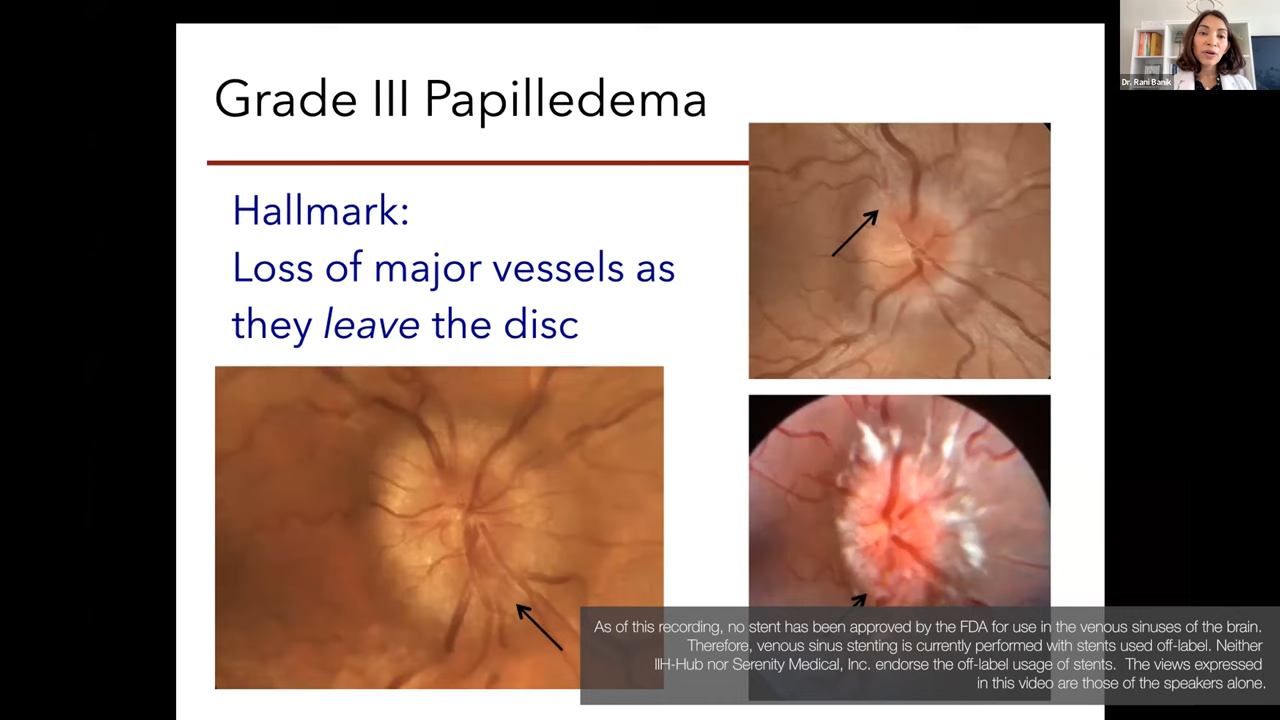 Grade III Papilledema
Hallmark:
Loss of major vessels as
they leave the disc
Dr. Rani Banik
As of this recording, no stent has been approved by the FDA for use in the venous sinuses of the brain.
Therefore, venous sinus stenting is currently performed with stents used off-label. Neither
IIH-Hub nor Serenity Medical, Inc. endorse the off-label usage of stents. The views expressed
in this video are those of the speakers alone.